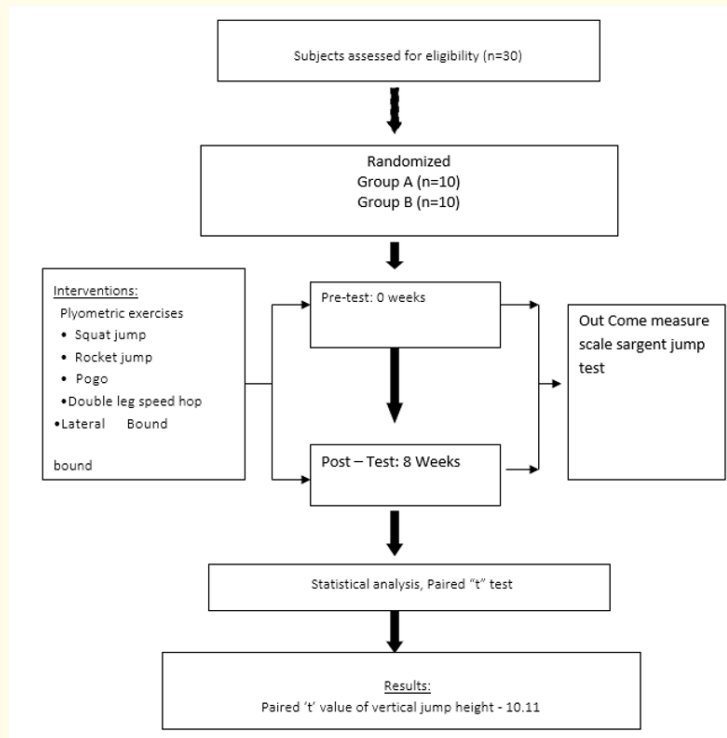 Subjects assessed for eligibility (n=30)
Randomized
Group A (n=10)
Group B (n=10)
Interventions:
Plyometric exercises
• Squat jump
• Rocket jump
• Pogo
•Double leg speed hop
•Lateral Bound
bound
Pre-test: 0 weeks
Post – Test: 8 Weeks
Out Come measure
scale sargent jump
test
Statistical analysis, Paired “t” test
Results:
Paired ‘t’ value of vertical jump height - 10.11